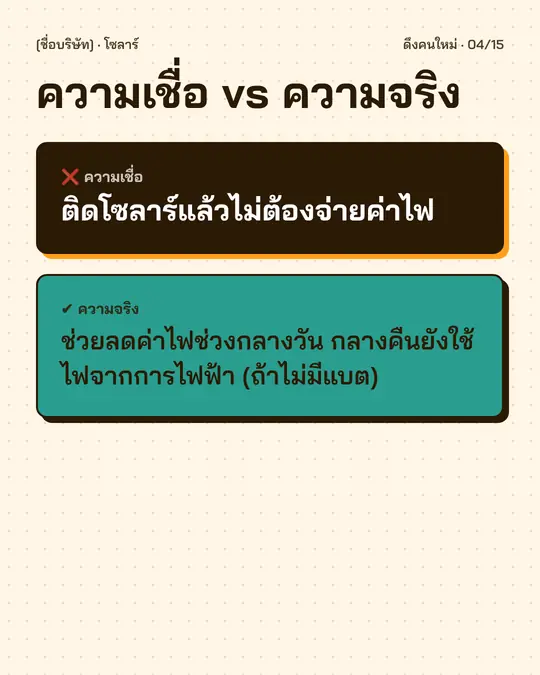 [ชื่อบริษัท] · โซลาร์
ดึงคนใหม่ · 04/15
ความเชื่อ vs ความจริง
❌ ความเชื่อ
ติดโซลาร์แล้วไม่ต้องจ่ายค่าไฟ
✔ ความจริง
ช่วยลดค่าไฟช่วงกลางวัน กลางคืนยังใช้
ไฟจากการไฟฟ้า (ถ้าไม่มีแบต)